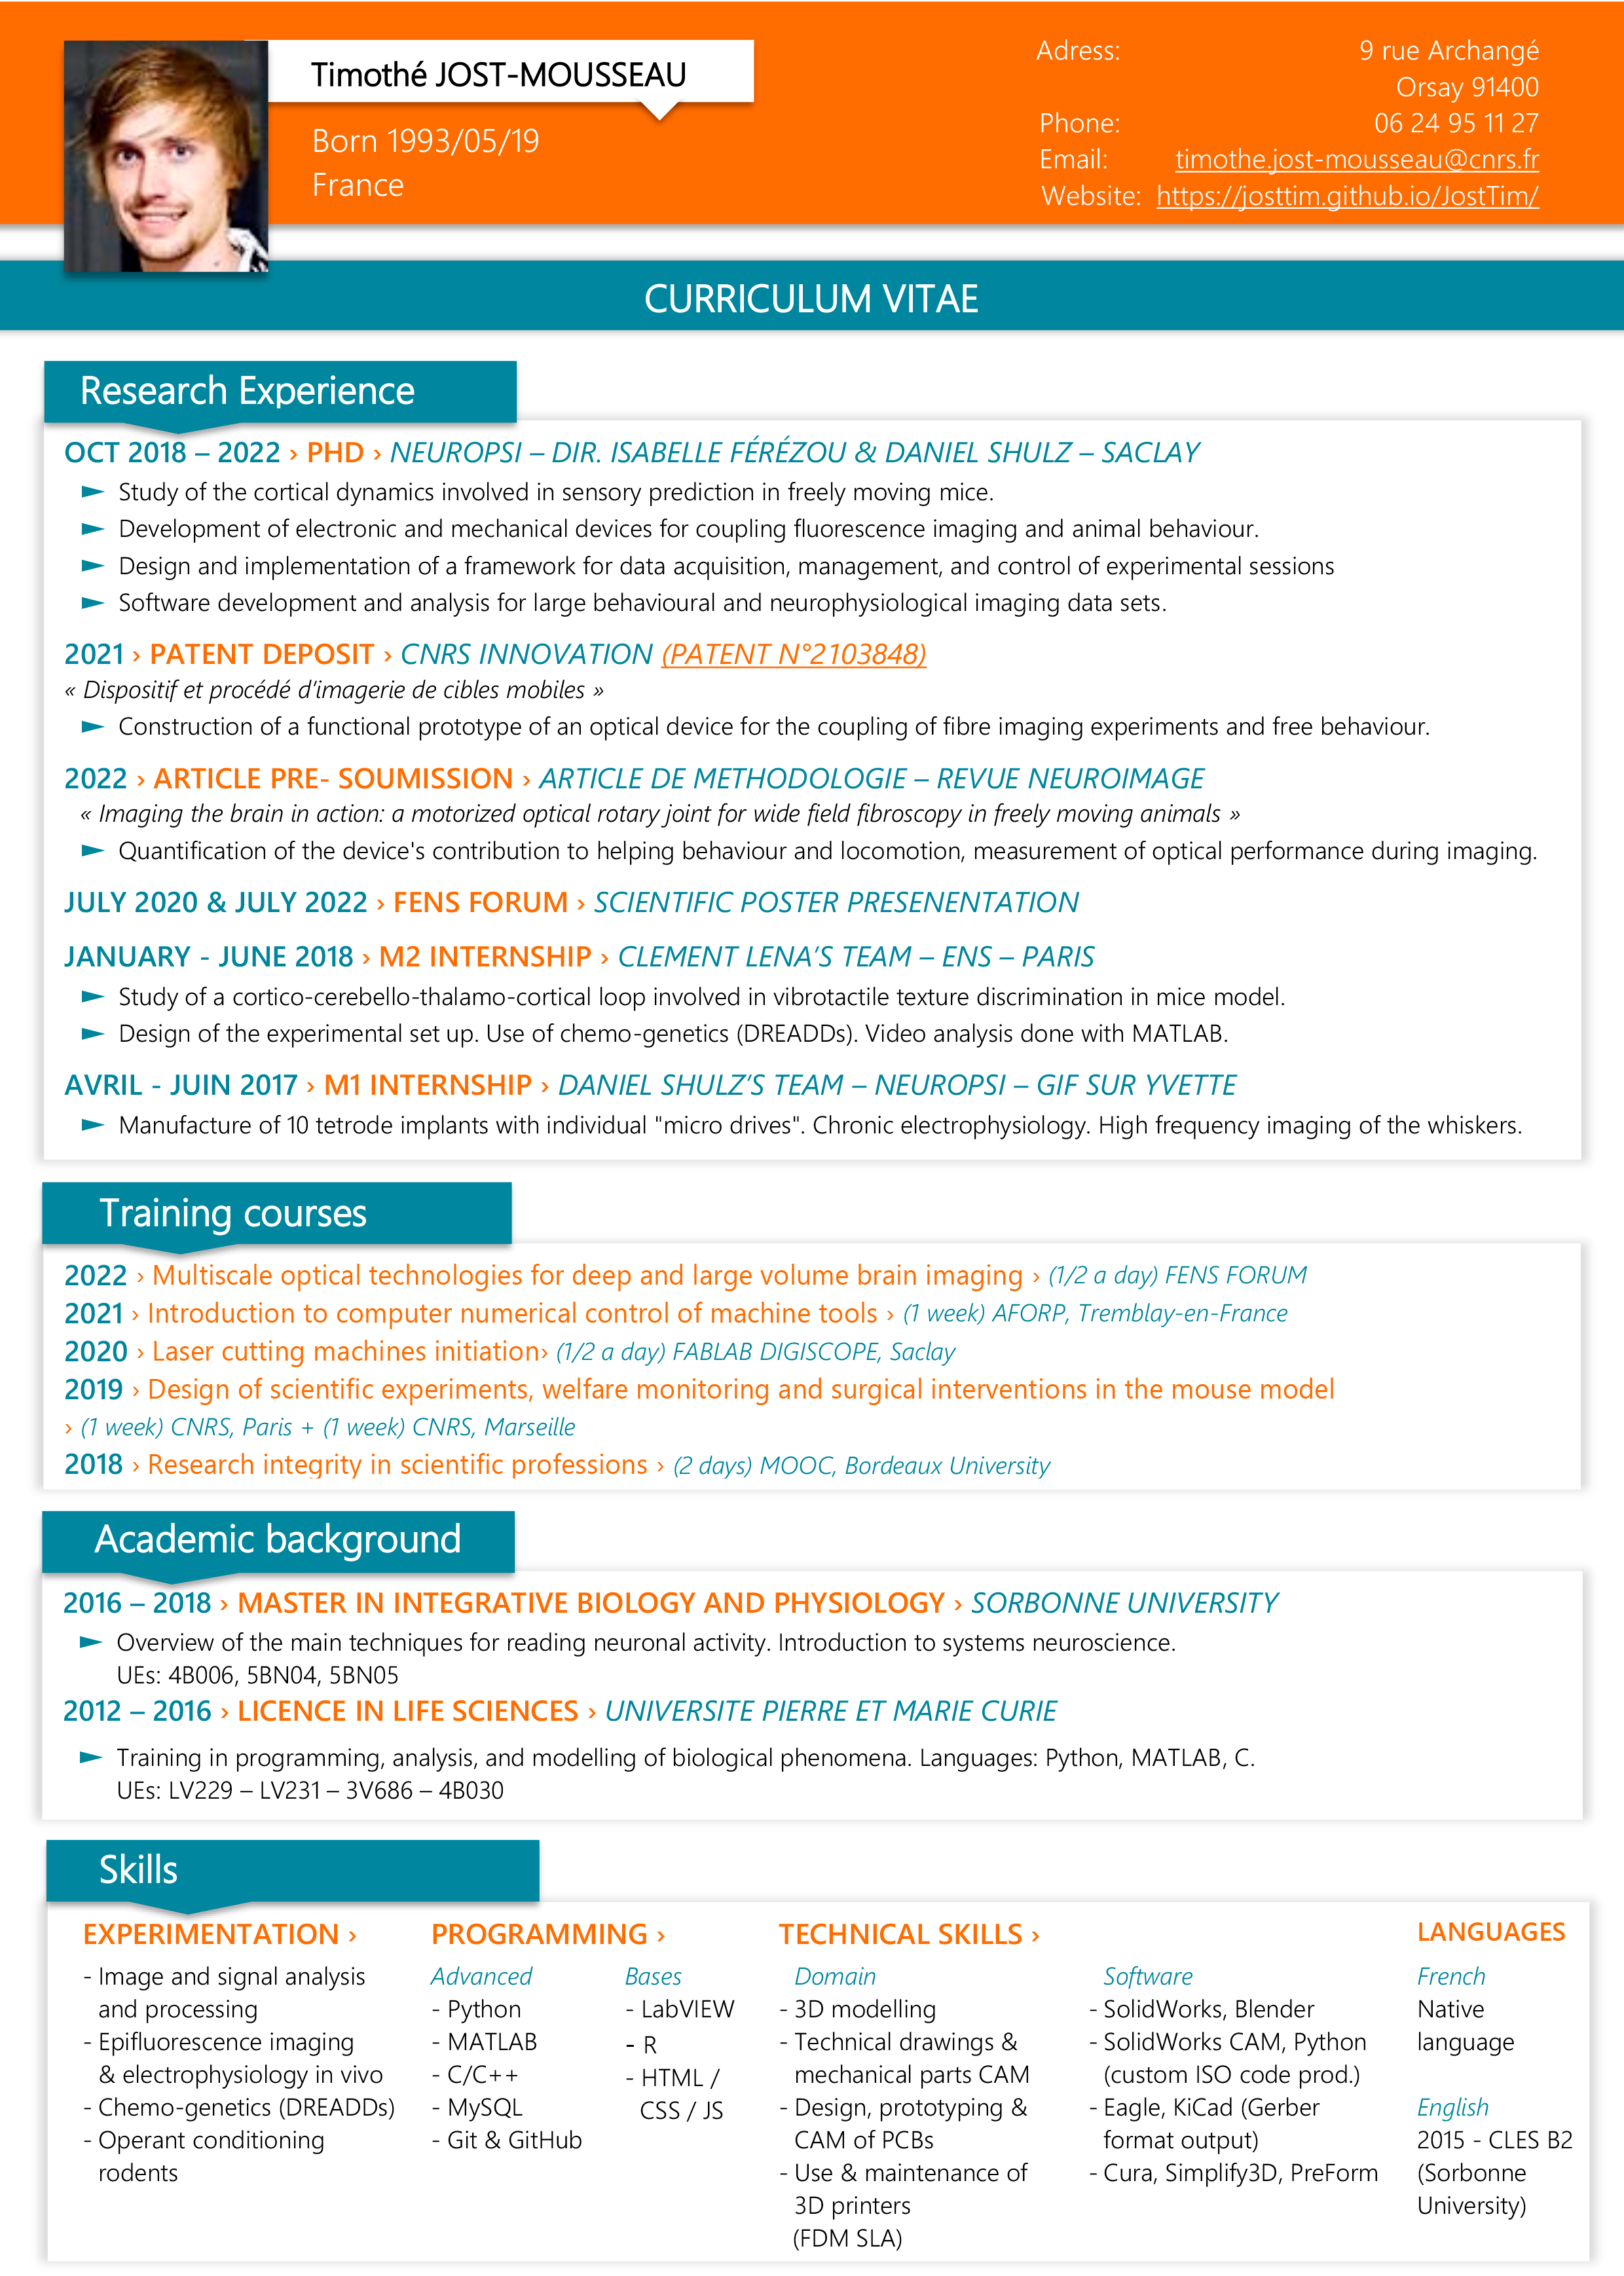 Timothé JOST-MOUSSEAU
Born 1993/05/19
France
Adress: 9 rue Archangé
Orsay 91400
Phone: 06 24 95 11 27
Email: timothe.jost-mousseau@cnrs.fr
Website: https://josttim.github.io/JostTim/
CURRICULUM VITAE
Research Experience
OCT 2018 – 2022 › PHD › NEUROPSI – DIR. ISABELLE FÉRÉZOU & DANIEL SHULZ – SACLAY
► Study of the cortical dynamics involved in sensory prediction in freely moving mice.
► Development of electronic and mechanical devices for coupling fluorescence imaging and animal behaviour.
► Design and implementation of a framework for data acquisition, management, and control of experimental sessions
► Software development and analysis for large behavioural and neurophysiological imaging data sets.
2021 › PATENT DEPOSIT › CNRS INNOVATION (PATENT N°2103848)
« Dispositif et procédé d'imagerie de cibles mobiles »
► Construction of a functional prototype of an optical device for the coupling of fibre imaging experiments and free behaviour.
2022 › ARTICLE PRE- SOUMISSION › ARTICLE DE METHODOLOGIE – REVUE NEUROIMAGE
« Imaging the brain in action: a motorized optical rotary joint for wide field fibroscopy in freely moving animals »
► Quantification of the device's contribution to helping behaviour and locomotion, measurement of optical performance during imaging.
JULY 2020 & JULY 2022 › FENS FORUM › SCIENTIFIC POSTER PRESENENTATION
JANUARY - JUNE 2018 › M2 INTERNSHIP › CLEMENT LENA'S TEAM – ENS – PARIS
► Study of a cortico-cerebello-thalamo-cortical loop involved in vibrotactile texture discrimination in mice model.
► Design of the experimental set up. Use of chemo-genetics (DREADDs). Video analysis done with MATLAB.
AVRIL - JUIN 2017 › M1 INTERNSHIP › DANIEL SHULZ'S TEAM – NEUROPSI – GIF SUR YVETTE
► Manufacture of 10 tetrode implants with individual "micro drives". Chronic electrophysiology. High frequency imaging of the whiskers.
Training courses
2022 › Multiscale optical technologies for deep and large volume brain imaging › (1/2 a day) FENS FORUM
2021 › Introduction to computer numerical control of machine tools › (1 week) AFORP, Tremblay-en-France
2020 › Laser cutting machines initiation› (1/2 a day) FABLAB DIGISCOPE, Saclay
2019 › Design of scientific experiments, welfare monitoring and surgical interventions in the mouse model
› (1 week) CNRS, Paris + (1 week) CNRS, Marseille
2018 › Research integrity in scientific professions › (2 days) MOOC, Bordeaux University
Academic background
2016 – 2018 › MASTER IN INTEGRATIVE BIOLOGY AND PHYSIOLOGY › SORBONNE UNIVERSITY
► Overview of the main techniques for reading neuronal activity. Introduction to systems neuroscience.
UEs: 4B006, 5BN04, 5BN05
2012 – 2016 › LICENCE IN LIFE SCIENCES › UNIVERSITE PIERRE ET MARIE CURIE
► Training in programming, analysis, and modelling of biological phenomena. Languages: Python, MATLAB, C.
UEs: LV229 – LV231 – 3V686 – 4B030
Skills
EXPERIMENTATION ›
- Image and signal analysis
and processing
- Epifluorescence imaging
& electrophysiology in vivo
- Chemo-genetics (DREADDs)
- Operant conditioning
rodents
PROGRAMMING ›
Advanced
- Python
- MATLAB
- C/C++
- MySQL
- Git & GitHub
Bases
- LabVIEW
- R
- HTML /
CSS / JS
TECHNICAL SKILLS ›
Domain
- 3D modelling
- Technical drawings &
mechanical parts CAM
- Design, prototyping &
CAM of PCBs
- Use & maintenance of
3D printers
(FDM SLA)
Software
- SolidWorks, Blender
- SolidWorks CAM, Python
(custom ISO code prod.)
- Eagle, KiCad (Gerber
format output)
- Cura, Simplify3D, PreForm
LANGUAGES
French
Native
language
English
2015 - CLES B2
(Sorbonne
University)